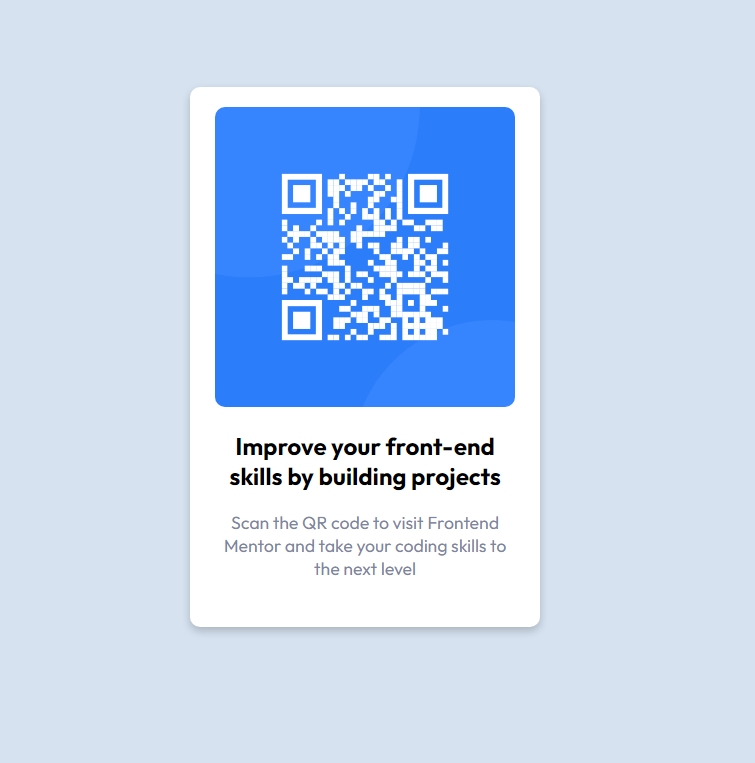 Improve your front-end
skills by building projects
Scan the QR code to visit Frontend
Mentor and take your coding skills to
the next level